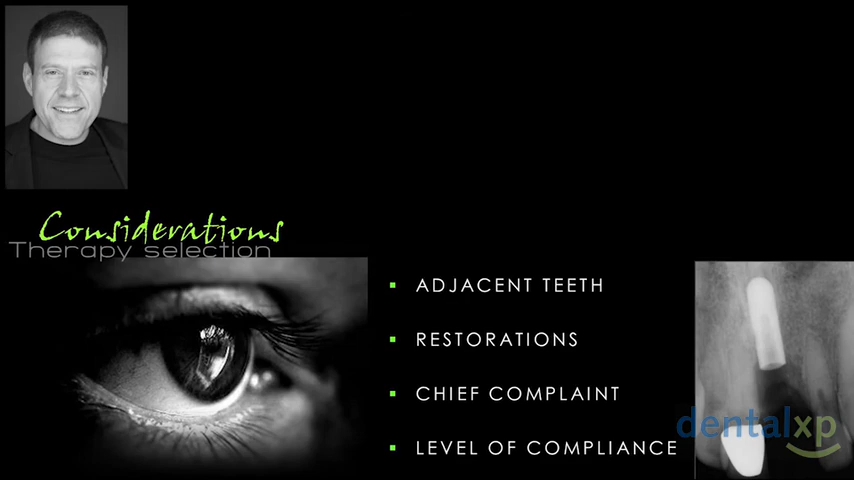 Considerations
Therapy selection
ADJACENT TEETH
RESTORATIONS
CHIEF COMPLAINT
LEVEL OF COMPLIANCE
dentalxp